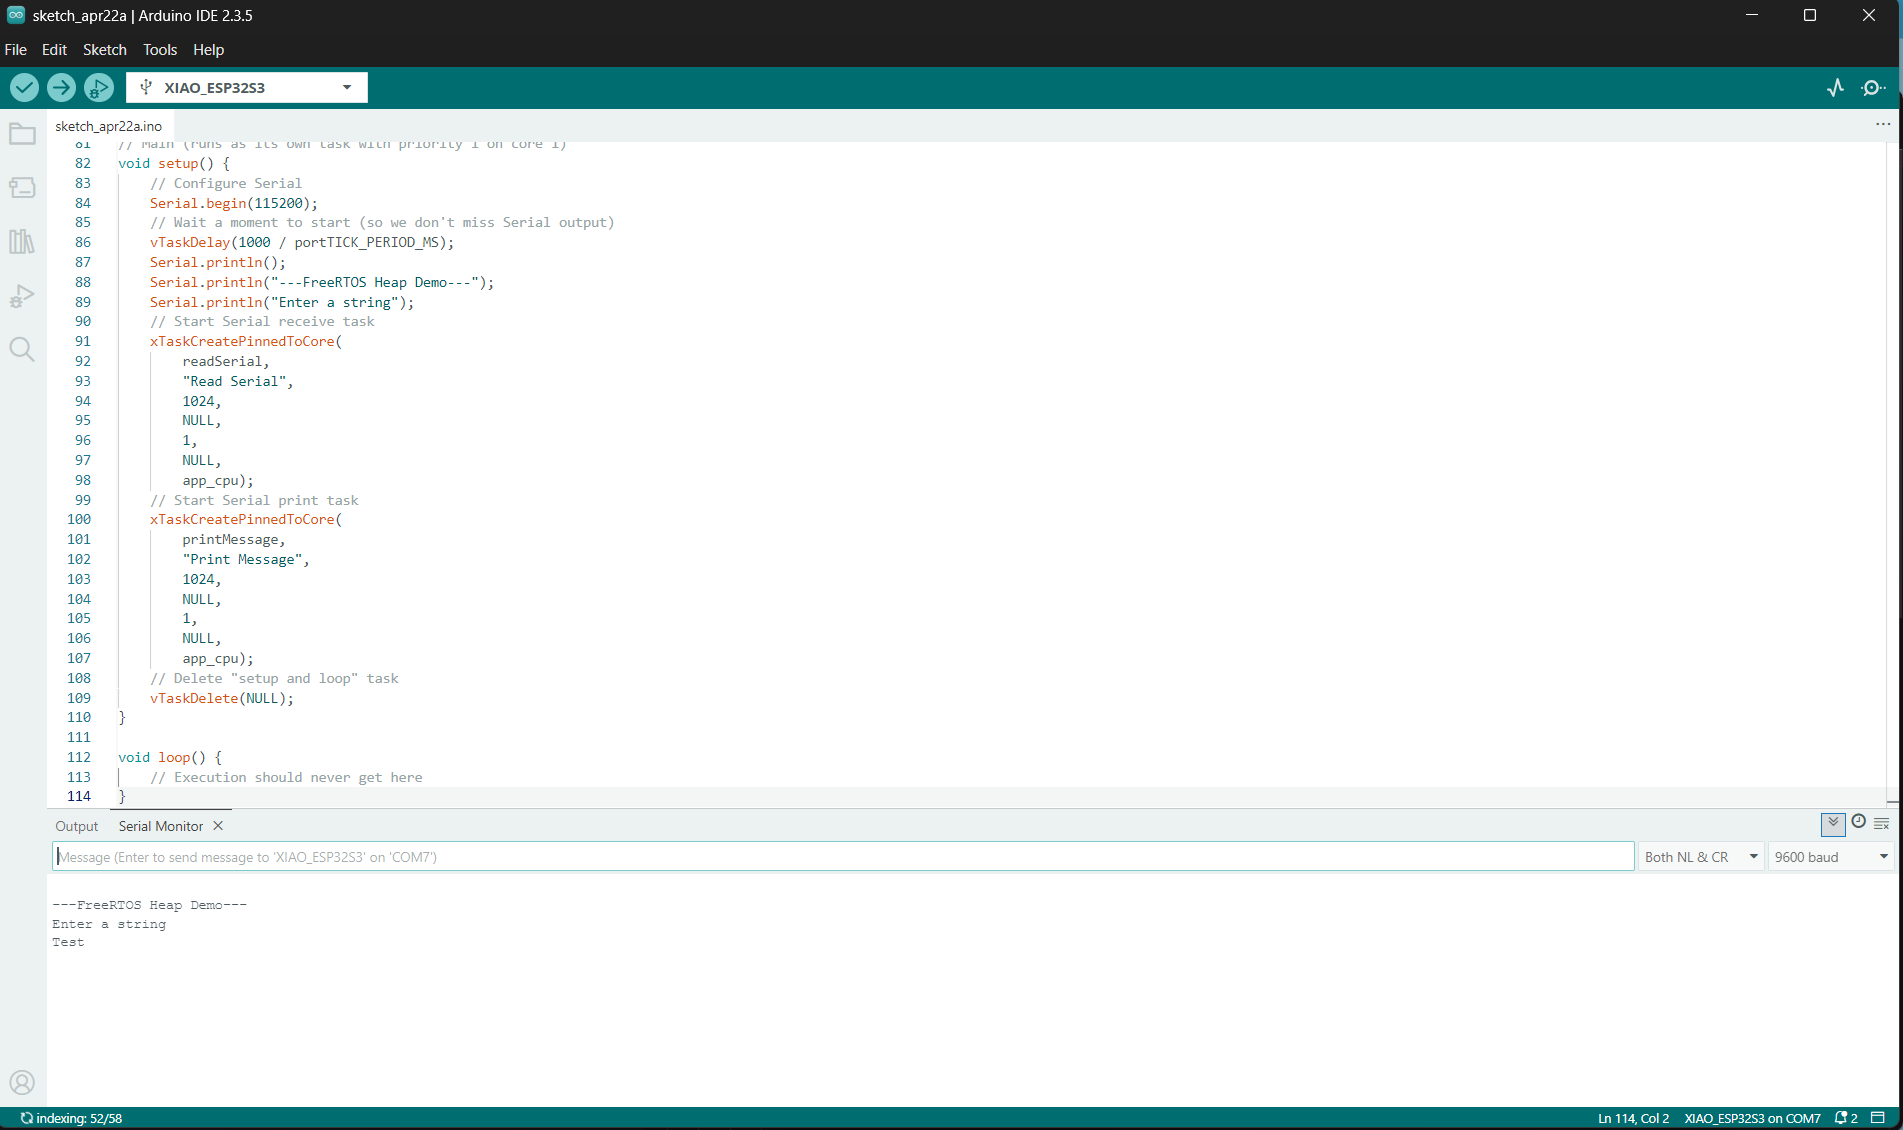 sketch_apr22a | Arduino IDE 2.3.5
File Edit Sketch Tools Help
XIAO_ESP32S3
sketch_apr22a.ino
81 // Main (runs as its own task with priority 1 on core 1)
82 void setup() {
83 // Configure Serial
84 Serial.begin(115200);
85 // Wait a moment to start (so we don't miss Serial output)
86 vTaskDelay(1000 / portTICK_PERIOD_MS);
87 Serial.println();
88 Serial.println("---FreeRTOS Heap Demo---");
89 Serial.println("Enter a string");
90 // Start Serial receive task
91 xTaskCreatePinnedToCore(
92 readSerial,
93 "Read Serial",
94 1024,
95 NULL,
96 1,
97 NULL,
98 app_cpu);
99 // Start Serial print task
100 xTaskCreatePinnedToCore(
101 printMessage,
102 "Print Message",
103 1024,
104 NULL,
105 1,
106 NULL,
107 app_cpu);
108 // Delete "setup and loop" task
109 vTaskDelete(NULL);
110 }
111
112 void loop() {
113 // Execution should never get here
114 }
Output Serial Monitor
Message (Enter to send message to 'XIAO_ESP32S3' on 'COM7')
Both NL & CR
9600 baud
---FreeRTOS Heap Demo---
Enter a string
Test
indexing: 52/58
Ln 114, Col 2 XIAO_ESP32S3 on COM7 2